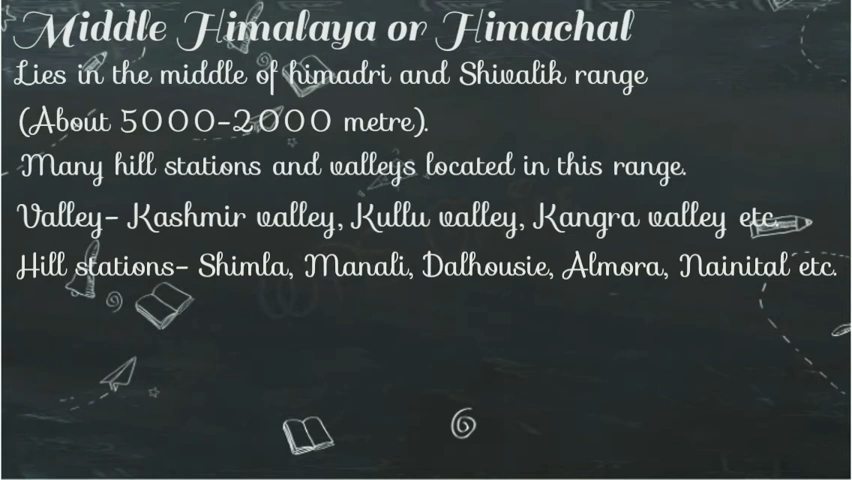 Middle Himalaya or Himachal
Lies in the middle of himadri and Shivalik range
(About 5000-2000 metre).
Many hill stations and valleys located in this range.
Valley- Kashmir valley, Kullu valley, Kangra valley etc.
Hill stations- Shimla, Manali, Dalhousie, Almora, Nainital etc.